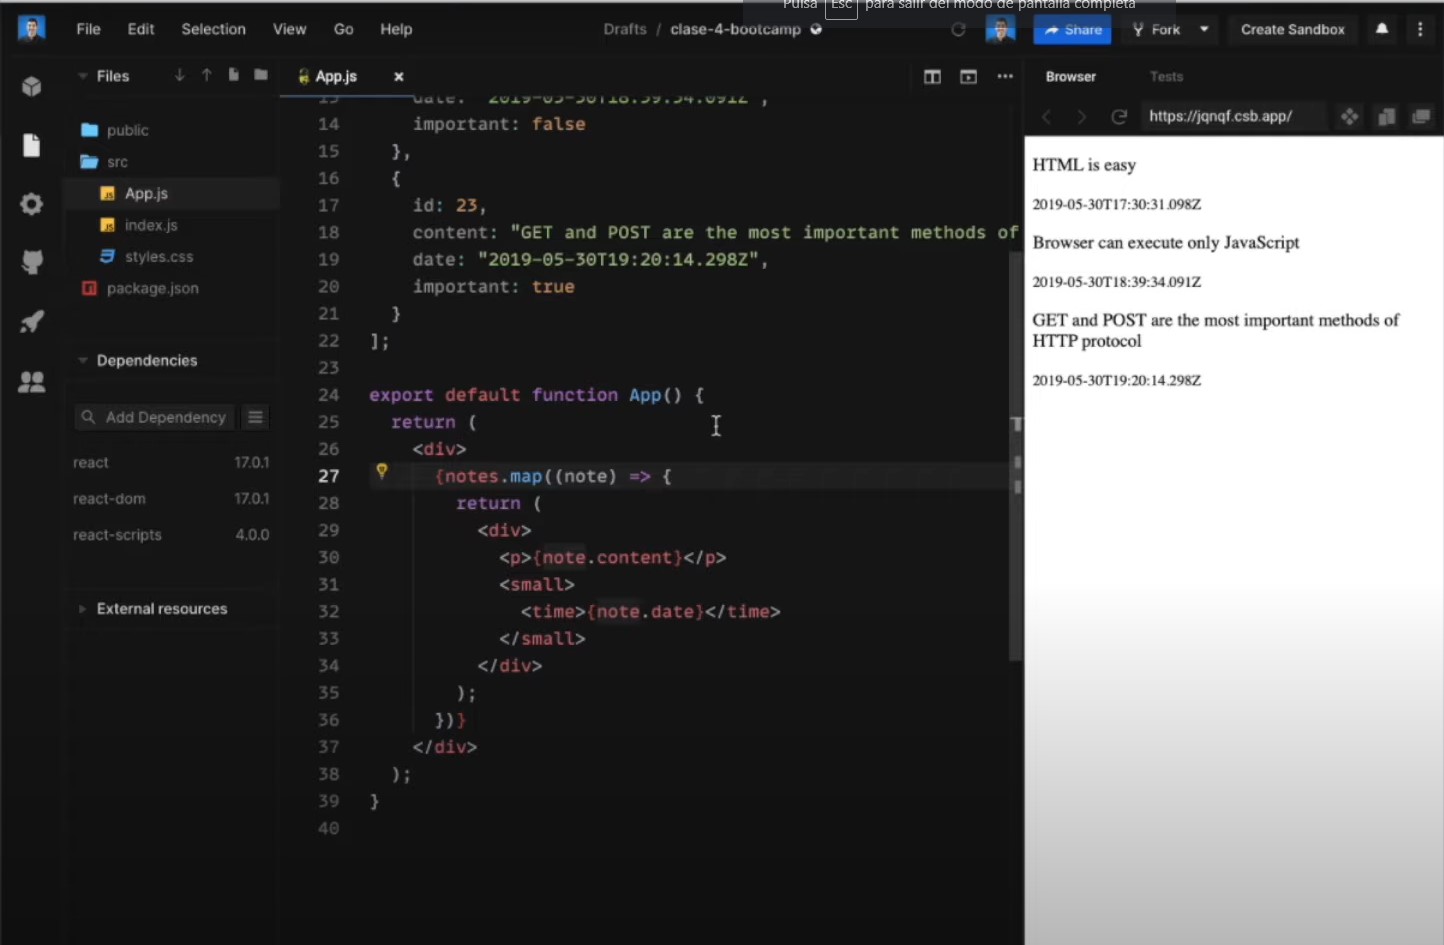 Pulsa Esc para salir del modo de pantalla completa
File Edit Selection View Go Help
Drafts / clase-4-bootcamp
Share
Fork
Create Sandbox
Files
public
src
App.js
index.js
styles.css
package.json
Dependencies
Add Dependency
react 17.0.1
react-dom 17.0.1
react-scripts 4.0.0
External resources
App.js
13 date: "2019-05-30T18:39:34.091Z",
14 important: false
15 },
16 {
17 id: 23,
18 content: "GET and POST are the most important methods of
19 date: "2019-05-30T19:20:14.298Z",
20 important: true
21 }
22 ];
23
24 export default function App() {
25 return (
26 <div>
27 {notes.map((note) => {
28 return (
29 <div>
30 <p>{note.content}</p>
31 <small>
32 <time>{note.date}</time>
33 </small>
34 </div>
35 );
36 })}
37 </div>
38 );
39 }
40
Browser Tests
https://jqnqf.csb.app/
HTML is easy
2019-05-30T17:30:31.098Z
Browser can execute only JavaScript
2019-05-30T18:39:34.091Z
GET and POST are the most important methods of
HTTP protocol
2019-05-30T19:20:14.298Z